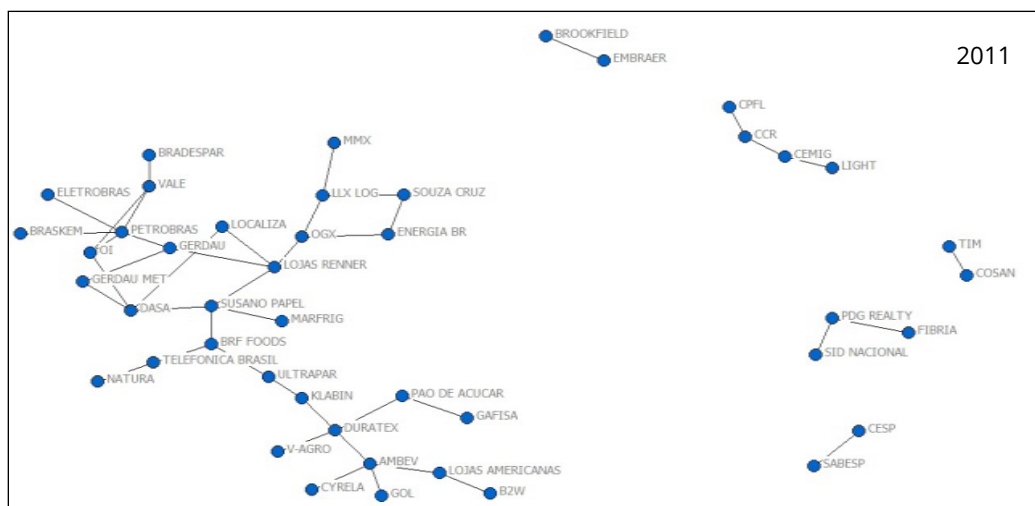 BROOKFIELD
EMBRAER
2011
CPFL
CCR
CEMIG
LIGHT
MMX
BRADESPAR
VALE
ELETROBRAS
LLX LOG
SOUZA CRUZ
BRASKEM
PETROBRAS
LOCALIZA
OGX
ENERGIA BR
OI
GERDAU
LOJAS RENNER
GERDAU MET
TIM
COSAN
DASA
SUSANO PAPEL
MARFRIG
PDG REALTY
FIBRIA
SID NACIONAL
BRF FOODS
TELEFONICA BRASIL
NATURA
ULTRAPAR
KLABIN
PAO DE ACUCAR
GAFISA
DURATEX
V-AGRO
CESP
SABESP
AMBEV
LOJAS AMERICANAS
CYRELA
GOL
B2W